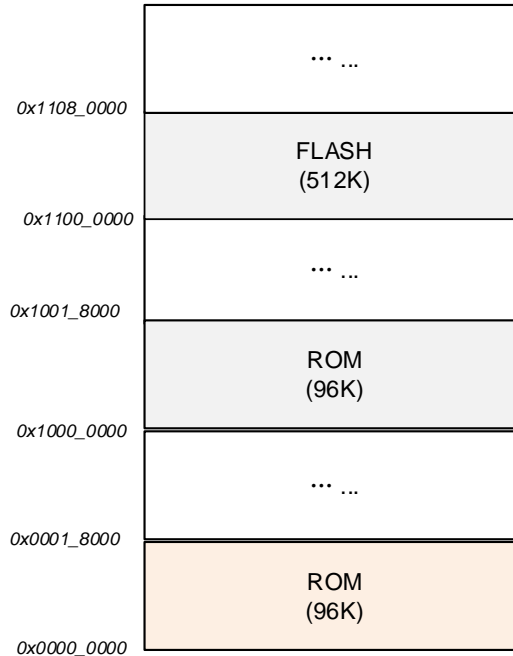 ... ...
0x1108_0000
FLASH
(512K)
0x1100_0000
... ...
0x1001_8000
ROM
(96K)
0x1000_0000
... ...
0x0001_8000
ROM
(96K)
0x0000_0000